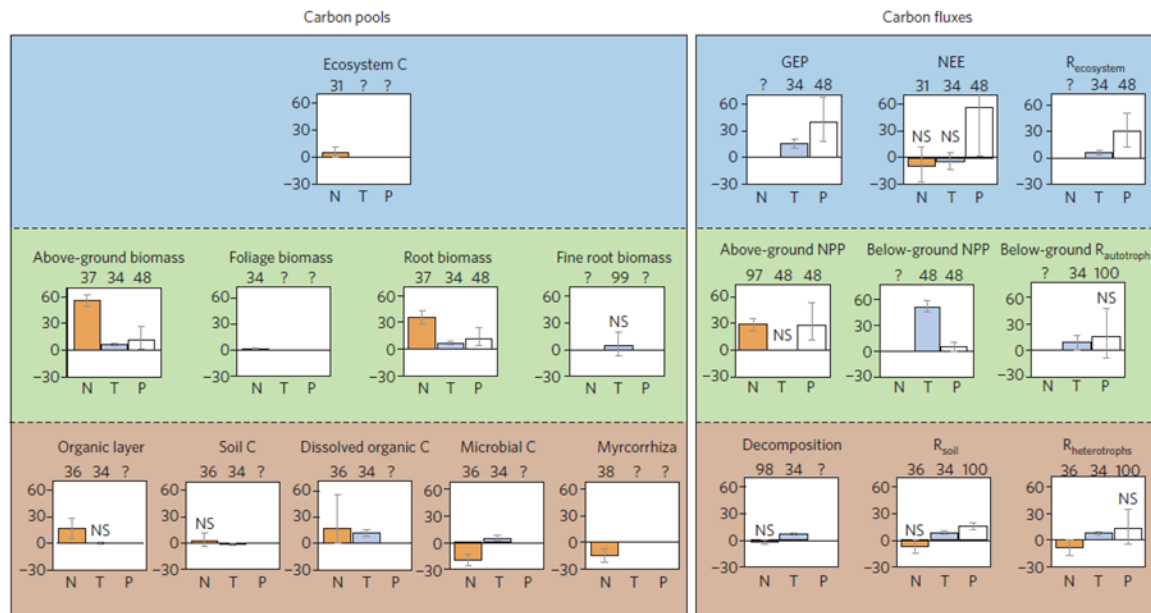 Carbon pools
Carbon fluxes
Ecosystem C
31 ? ?
60
30
0
−30
N T P
GEP
? 34 48
60
30
0
−30
N T P
NEE
31 34 48
60
30
0
−30
NS NS
N T P
Recosystem
? 34 48
60
30
0
−30
N T P
Above-ground biomass
37 34 48
60
30
0
−30
N T P
Foliage biomass
34 ? ?
60
30
0
−30
N T P
Root biomass
37 34 48
60
30
0
−30
N T P
Fine root biomass
? 99 ?
60
30
0
−30
NS
N T P
Above-ground NPP
97 48 48
60
30
0
−30
NS
N T P
Below-ground NPP
? 48 48
60
30
0
−30
N T P
Below-ground Rautotrophs
? 34 100
60
30
0
−30
NS
N T P
Organic layer
36 34 ?
60
30
0
−30
NS
N T P
Soil C
36 34 ?
60
30
0
−30
NS
N T P
Dissolved organic C
36 34 ?
60
30
0
−30
N T P
Microbial C
36 34 ?
60
30
0
−30
N T P
Myrcorrhiza
38 ? ?
60
30
0
−30
N T P
Decomposition
98 34 ?
60
30
0
−30
NS
N T P
Rsoil
36 34 100
60
30
0
−30
NS
N T P
Rheterotrophs
36 34 100
60
30
0
−30
NS
N T P